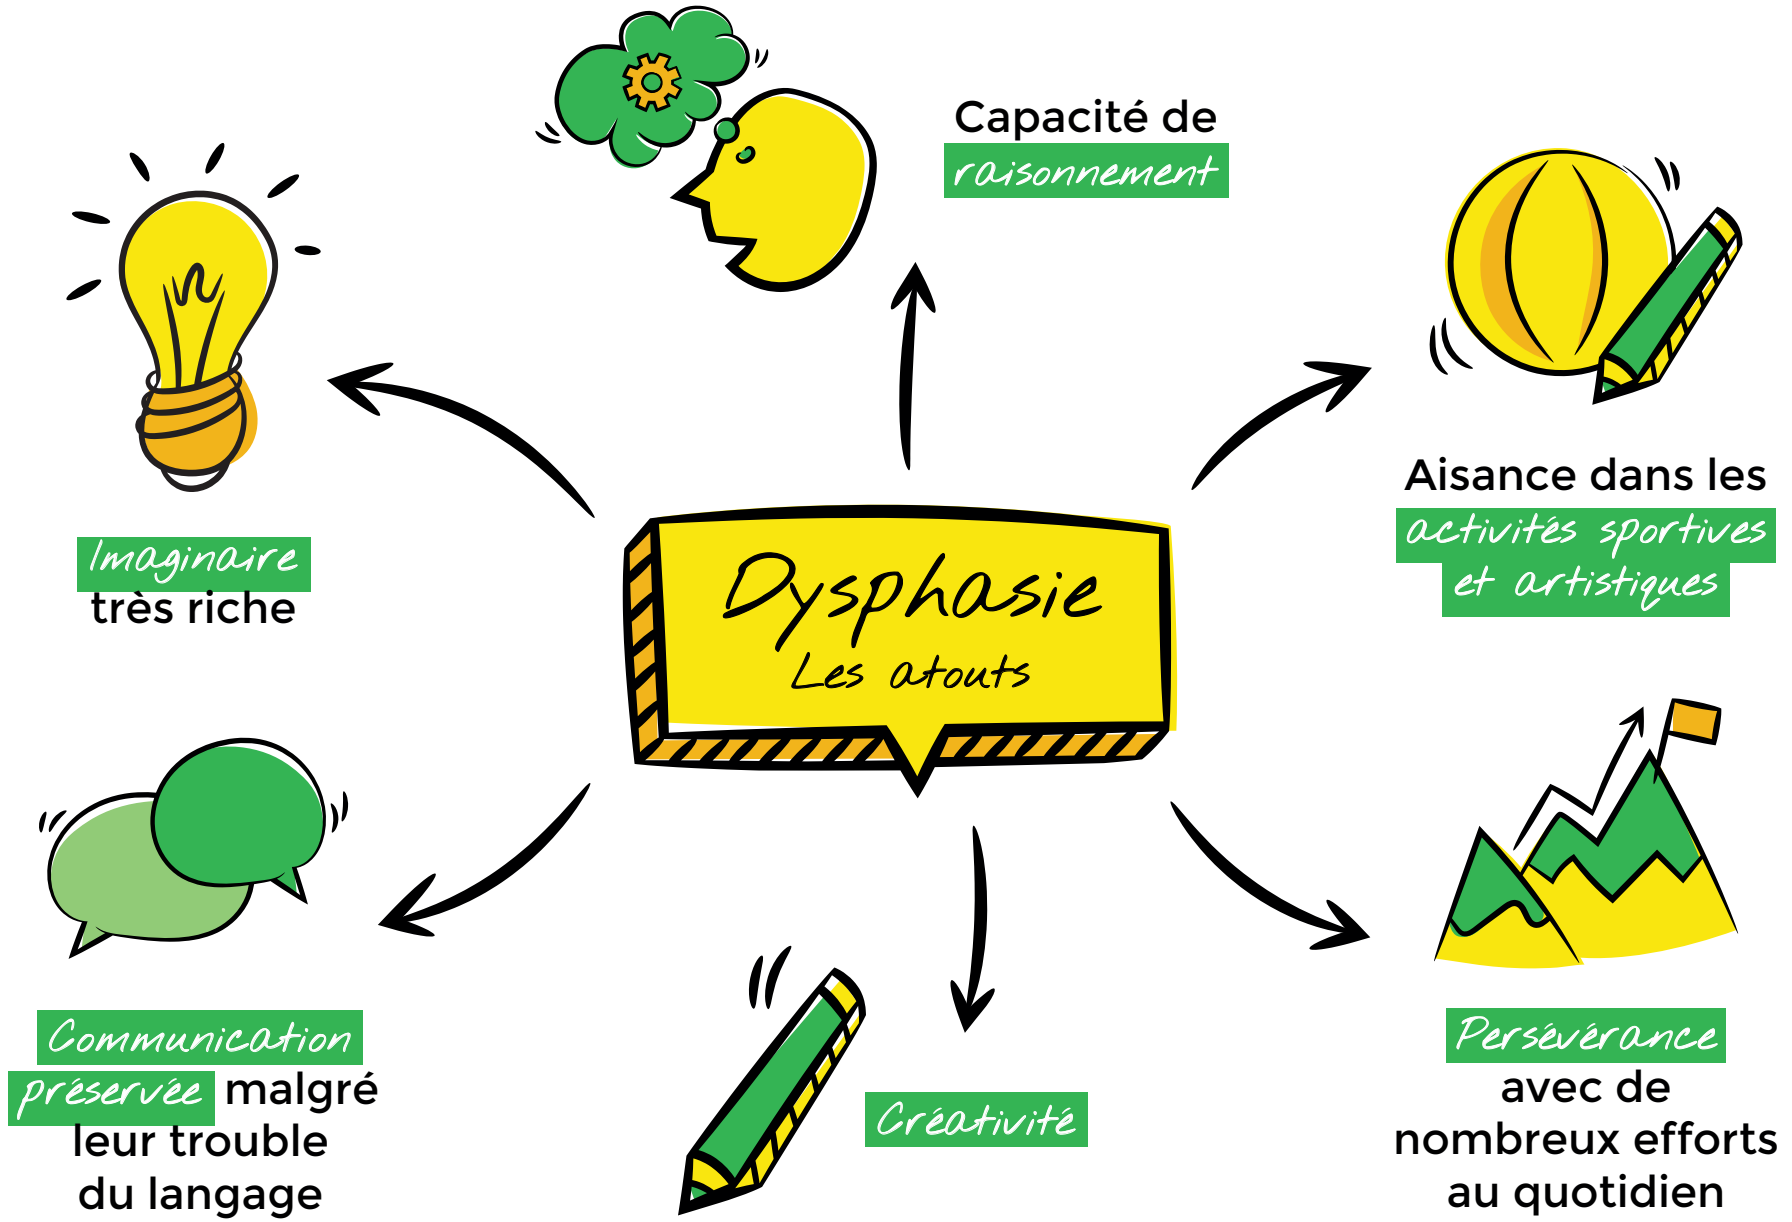 Capacité de
raisonnement
Aisance dans les
activités sportives
et artistiques
Imaginaire
très riche
Dysphasie
Les atouts
Communication
préservée malgré
leur trouble
du langage
Créativité
Persévérance
avec de
nombreux efforts
au quotidien